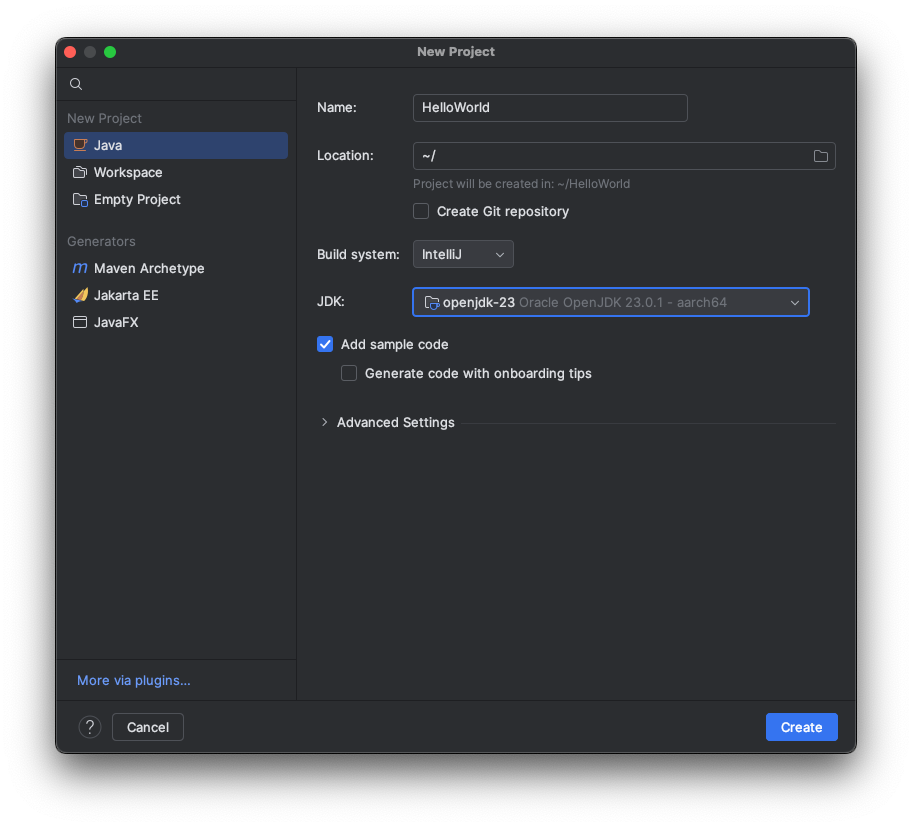 New Project
New Project
Java
Workspace
Empty Project
Generators
Maven Archetype
Jakarta EE
JavaFX
More via plugins...
Name: HelloWorld
Location: ~/
Project will be created in: ~/HelloWorld
Create Git repository
Build system: IntelliJ
JDK: openjdk-23 Oracle OpenJDK 23.0.1 - aarch64
Add sample code
Generate code with onboarding tips
Advanced Settings
? Cancel Create